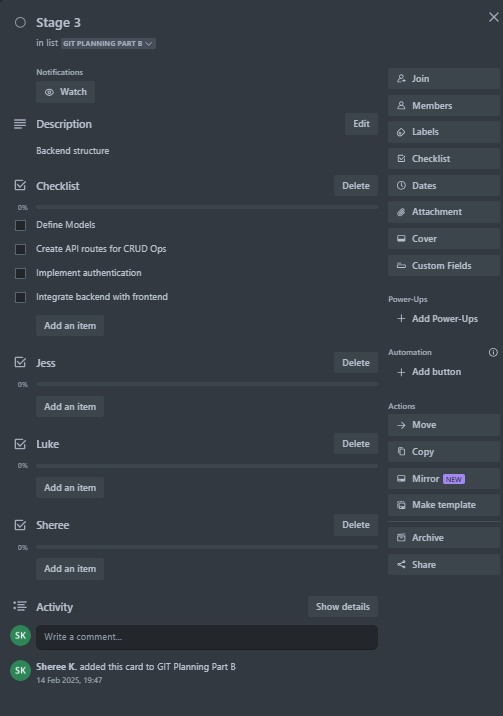 Stage 3
in list GIT PLANNING PART B
Notifications
Watch
Description
Edit
Backend structure
Checklist
Delete
0%
Define Models
Create API routes for CRUD Ops
Implement authentication
Integrate backend with frontend
Add an item
Jess
Delete
0%
Add an item
Luke
Delete
0%
Add an item
Sheree
Delete
0%
Add an item
Activity
Show details
SK
Write a comment...
SK
Sheree K. added this card to GIT Planning Part B
14 Feb 2025, 19:47
Join
Members
Labels
Checklist
Dates
Attachment
Cover
Custom Fields
Power-Ups
Add Power-Ups
Automation
Add button
Actions
Move
Copy
Mirror NEW
Make template
Archive
Share